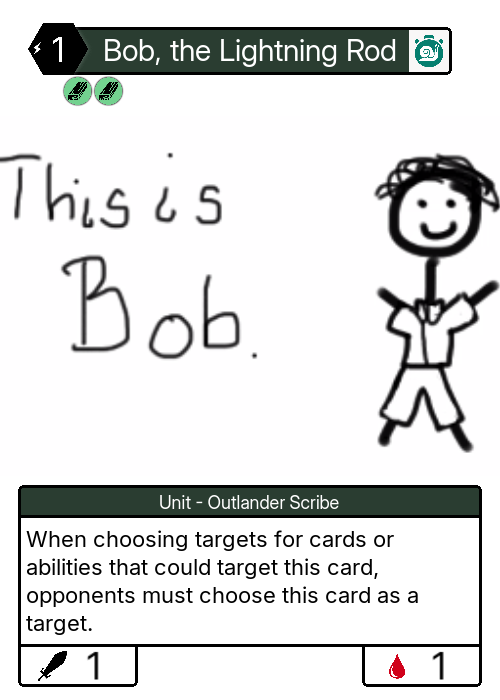 1 Bob, the Lightning Rod
This is
Bob.
Unit - Outlander Scribe
When choosing targets for cards or
abilities that could target this card,
opponents must choose this card as a
target.
1 1